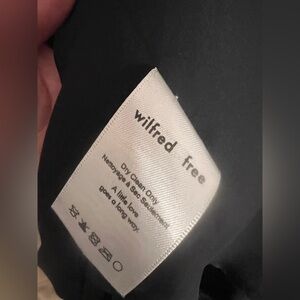 wilfred free
Dry Clean Only
Nettoyage à Sec Seulement
A little love
goes a long way.